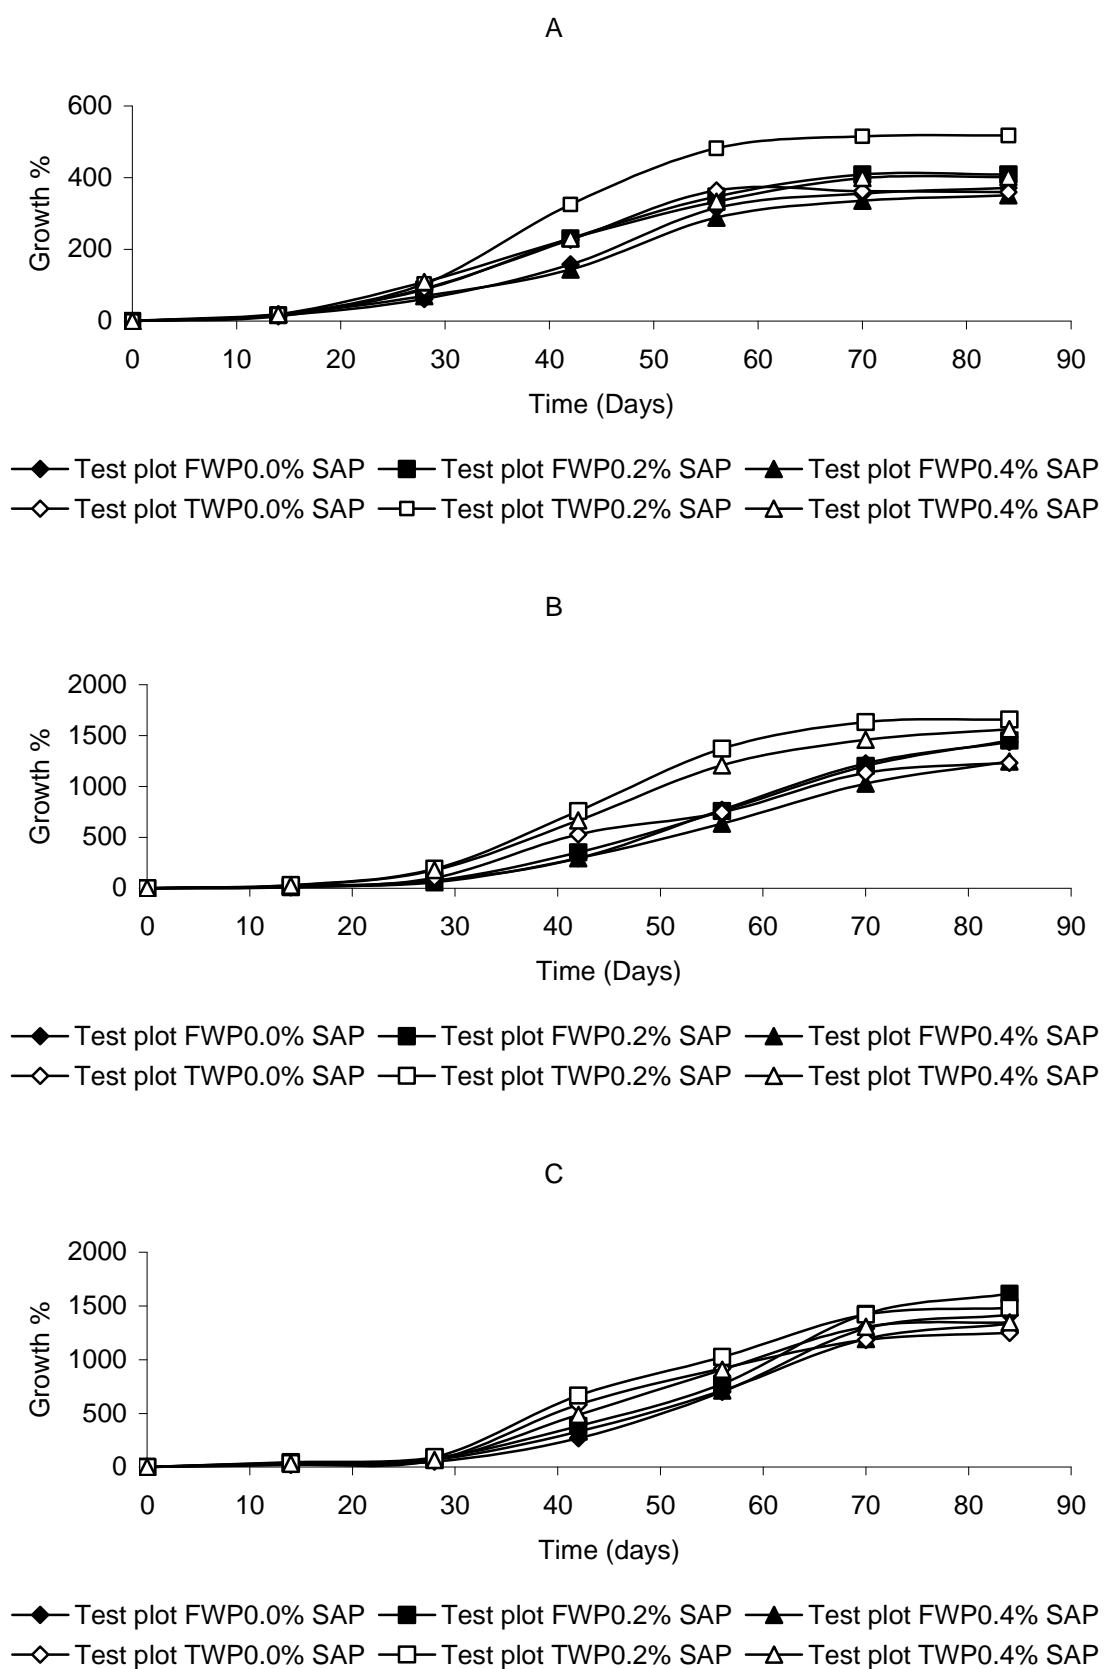 A
600
400
200
0
Growth %
0 10 20 30 40 50 60 70 80 90
Time (Days)
Test plot FWP0.0% SAP Test plot FWP0.2% SAP Test plot FWP0.4% SAP
Test plot TWP0.0% SAP Test plot TWP0.2% SAP Test plot TWP0.4% SAP
B
2000
1500
1000
500
0
Growth %
0 10 20 30 40 50 60 70 80 90
Time (Days)
Test plot FWP0.0% SAP Test plot FWP0.2% SAP Test plot FWP0.4% SAP
Test plot TWP0.0% SAP Test plot TWP0.2% SAP Test plot TWP0.4% SAP
C
2000
1500
1000
500
0
Growth %
0 10 20 30 40 50 60 70 80 90
Time (days)
Test plot FWP0.0% SAP Test plot FWP0.2% SAP Test plot FWP0.4% SAP
Test plot TWP0.0% SAP Test plot TWP0.2% SAP Test plot TWP0.4% SAP